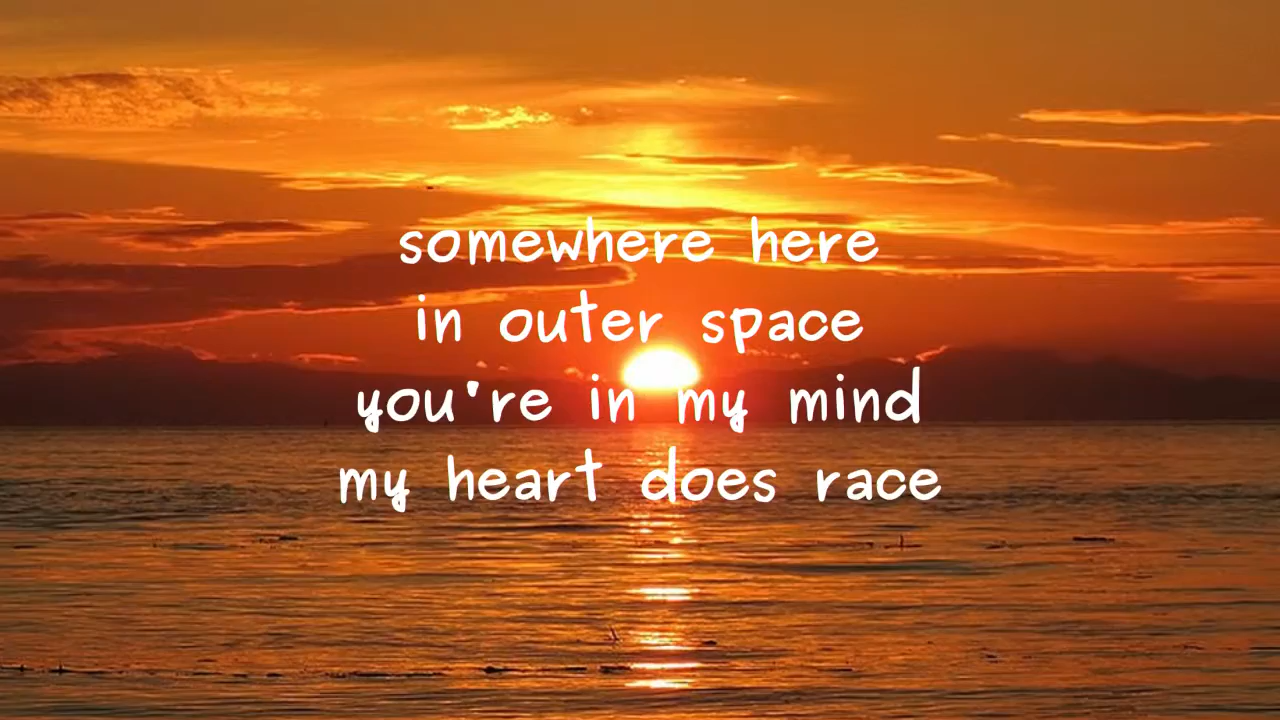 somewhere here
in outer space
you're in my mind
my heart does race